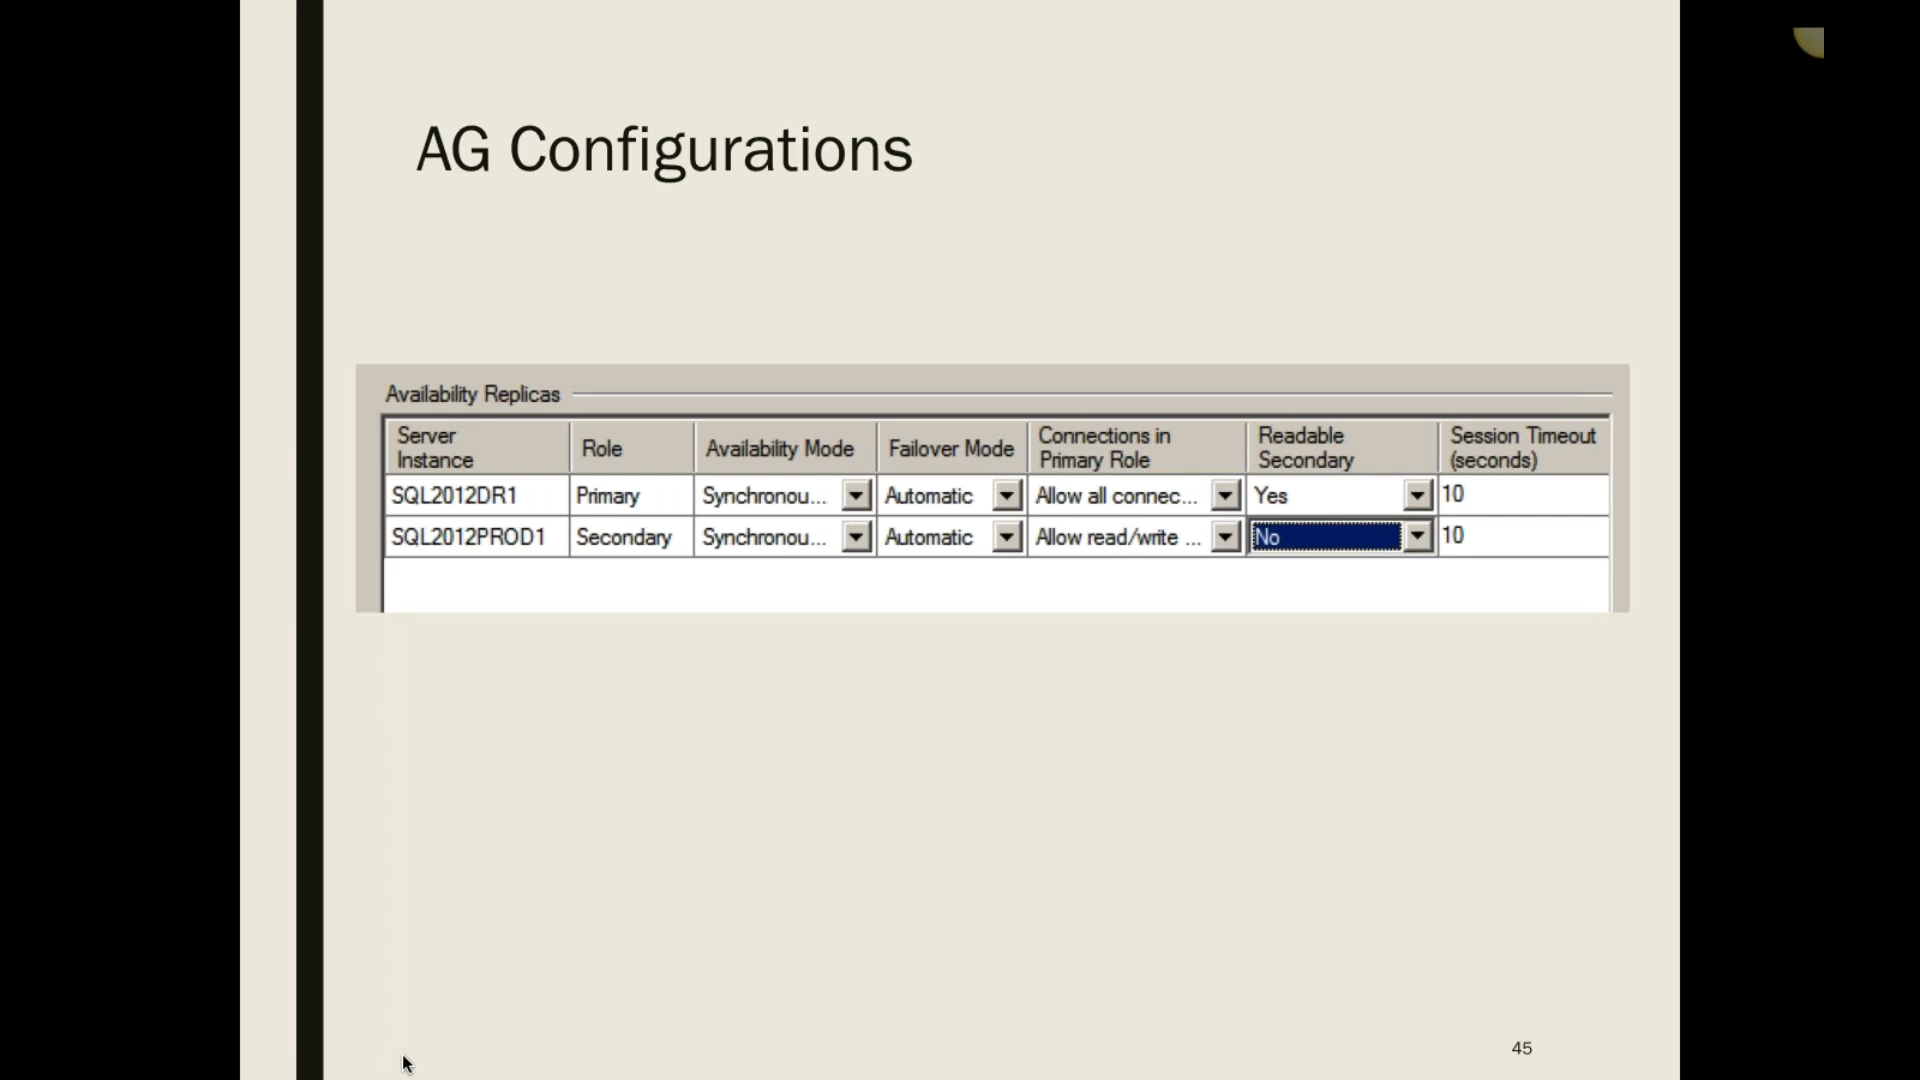 AG Configurations
Availability Replicas
Server Instance Role Availability Mode Failover Mode Connections in Primary Role Readable Secondary Session Timeout (seconds)
SQL2012DR1 Primary Synchronou... Automatic Allow all connec... Yes 10
SQL2012PROD1 Secondary Synchronou... Automatic Allow read/write ... No 10
45